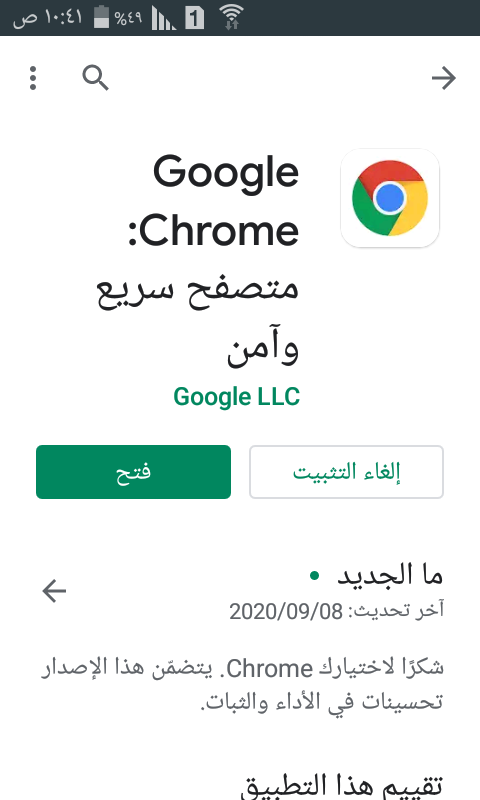 ١٠:٤١ ص ٤٩% 1
Google
Chrome:
متصفح سريع
وآمن
Google LLC
إلغاء التثبيت
فتح
ما الجديد •
آخر تحديث: 2020/09/08
شكرًا لاختيارك Chrome. يتضمّن هذا الإصدار
تحسينات في الأداء والثبات.
تقييم هذا التطبيق